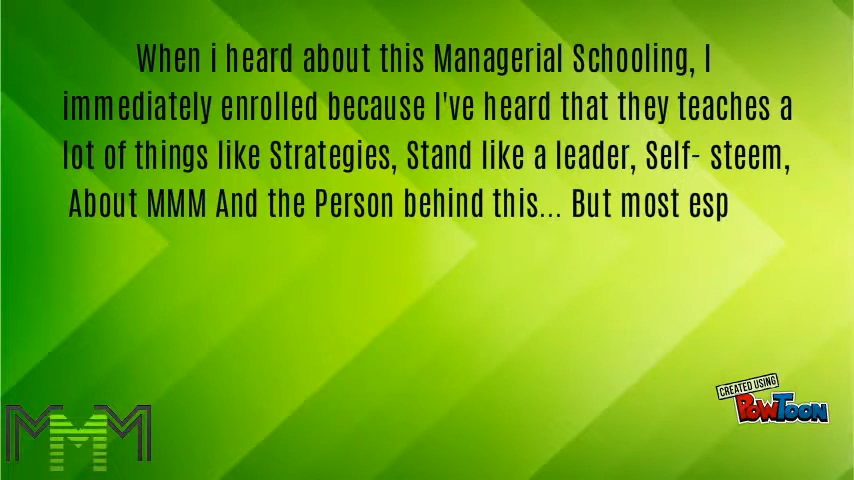 When i heard about this Managerial Schooling, I
immediately enrolled because I've heard that they teaches a
lot of things like Strategies, Stand like a leader, Self- steem,
About MMM And the Person behind this... But most esp
CREATED USING
POWTOON
MMM